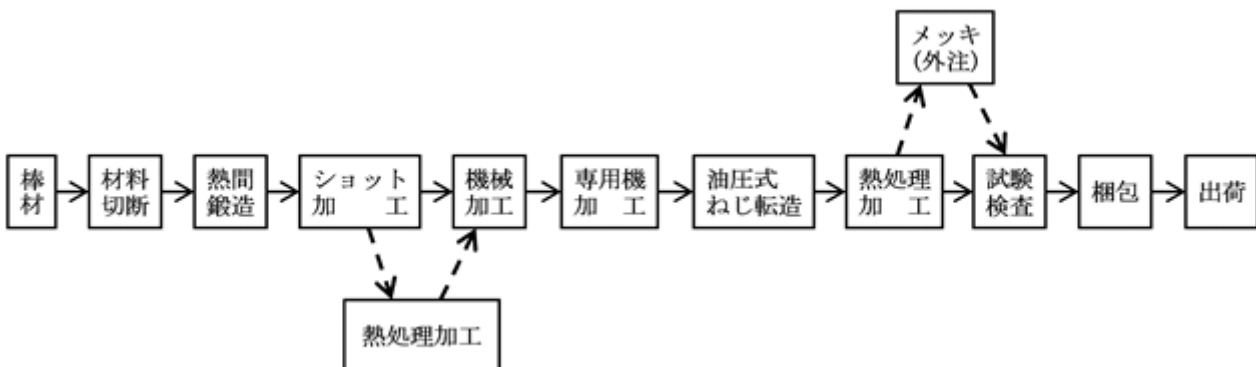 メッキ
(外注)
棒
材
材料
切断
熱間
鍛造
ショット
加　工
機械
加工
専用機
加　工
油圧式
ねじ転造
熱処理
加　工
試験
検査
梱包
出荷
熱処理加工